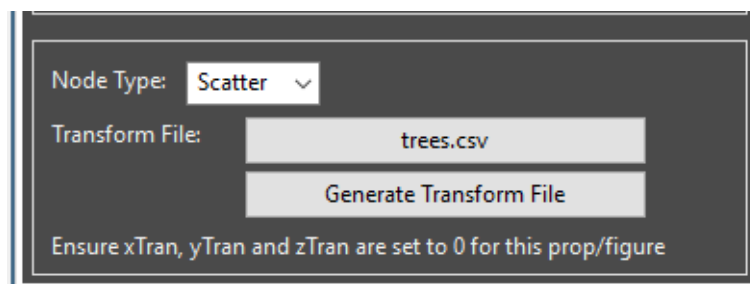 Node Type: Scatter
Transform File: trees.csv
Generate Transform File
Ensure xTran, yTran and zTran are set to 0 for this prop/figure